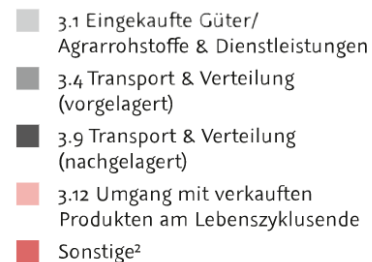 3.1 Eingekaufte Güter/
Agrarrohstoffe & Dienstleistungen
3.4 Transport & Verteilung
(vorgelagert)
3.9 Transport & Verteilung
(nachgelagert)
3.12 Umgang mit verkauften
Produkten am Lebenszyklusende
Sonstige²